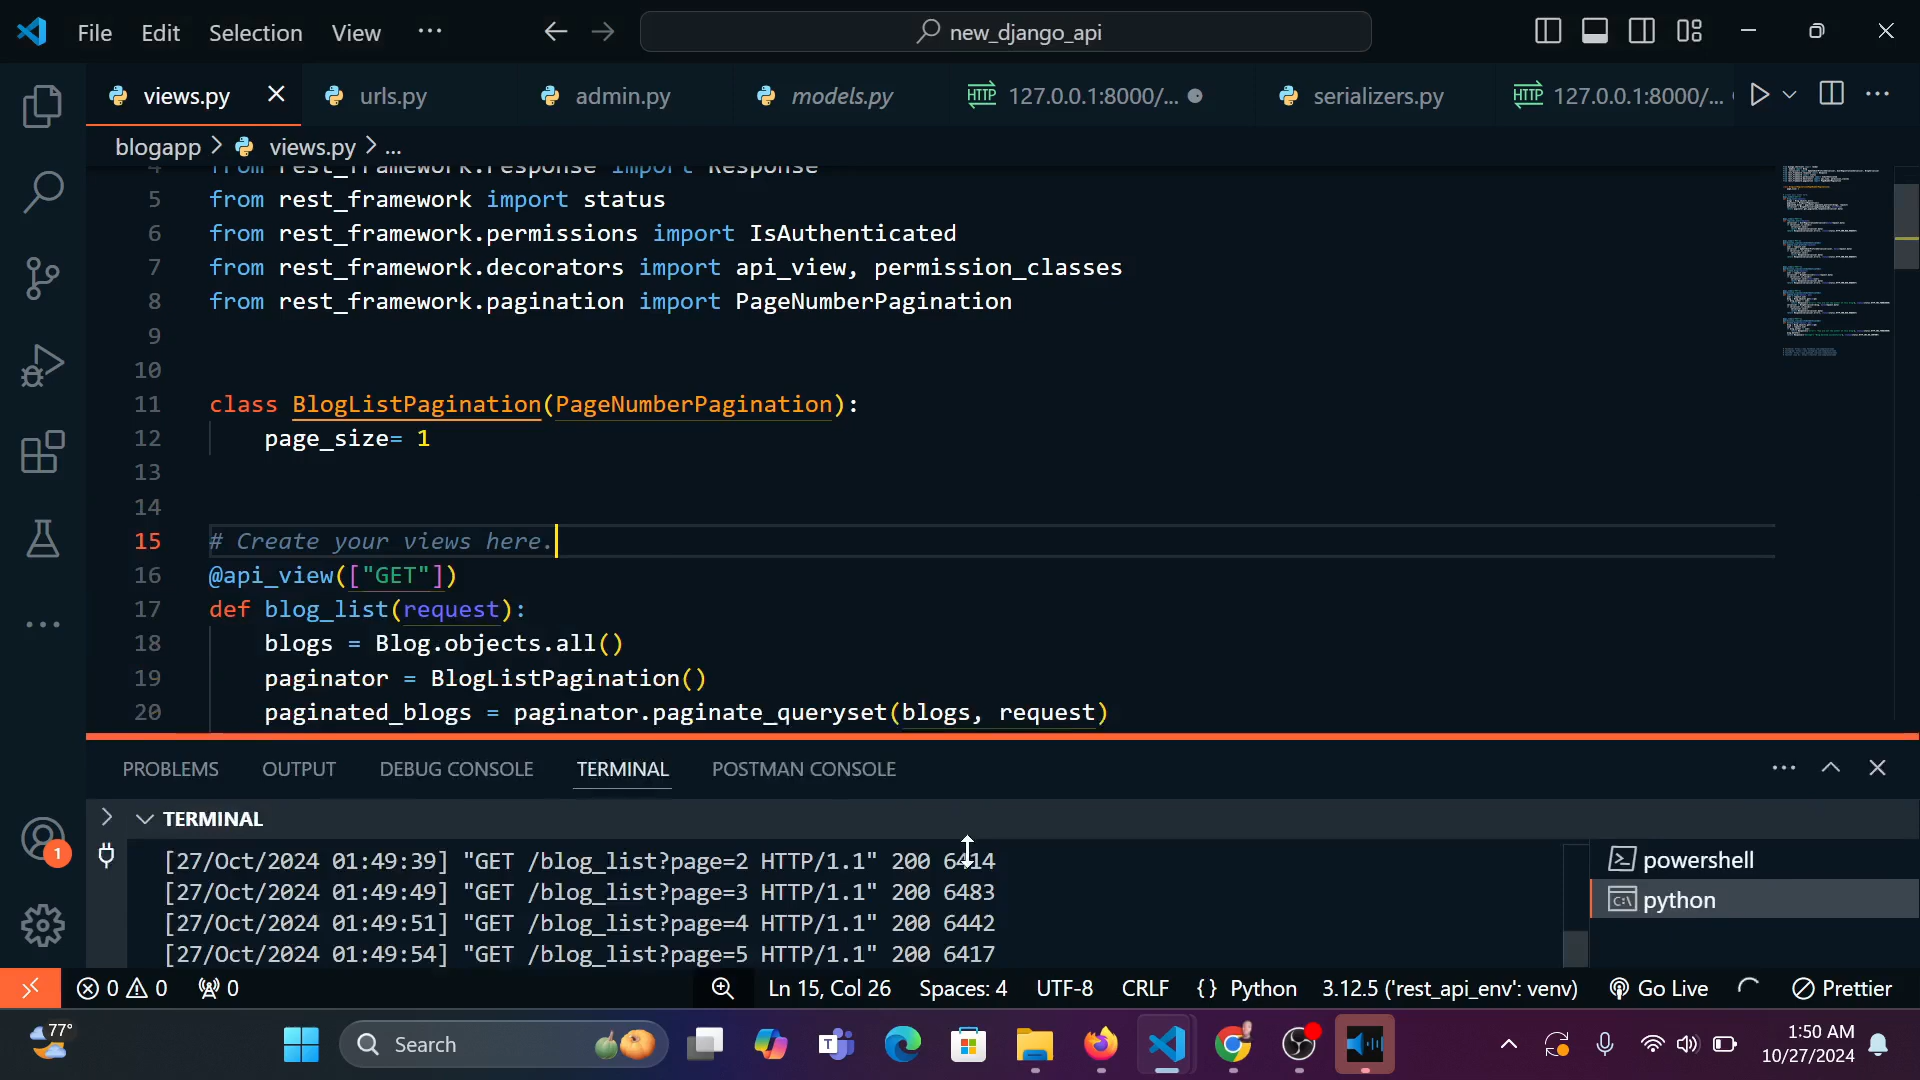 File Edit Selection View ... new_django_api
views.py urls.py admin.py models.py HTTP 127.0.0.1:8000/... serializers.py HTTP 127.0.0.1:8000/...
blogapp > views.py > ...
4 from rest_framework.response import Response
5 from rest_framework import status
6 from rest_framework.permissions import IsAuthenticated
7 from rest_framework.decorators import api_view, permission_classes
8 from rest_framework.pagination import PageNumberPagination
9
10
11 class BlogListPagination(PageNumberPagination):
12 page_size= 1
13
14
15 # Create your views here.
16 @api_view(["GET"])
17 def blog_list(request):
18 blogs = Blog.objects.all()
19 paginator = BlogListPagination()
20 paginated_blogs = paginator.paginate_queryset(blogs, request)
PROBLEMS OUTPUT DEBUG CONSOLE TERMINAL POSTMAN CONSOLE
TERMINAL
[27/Oct/2024 01:49:39] "GET /blog_list?page=2 HTTP/1.1" 200 6414
[27/Oct/2024 01:49:49] "GET /blog_list?page=3 HTTP/1.1" 200 6483
[27/Oct/2024 01:49:51] "GET /blog_list?page=4 HTTP/1.1" 200 6442
[27/Oct/2024 01:49:54] "GET /blog_list?page=5 HTTP/1.1" 200 6417
powershell
python
1
0 0 0 Ln 15, Col 26 Spaces: 4 UTF-8 CRLF {} Python 3.12.5 ('rest_api_env': venv) Go Live Prettier
77° Search 1:50 AM
10/27/2024